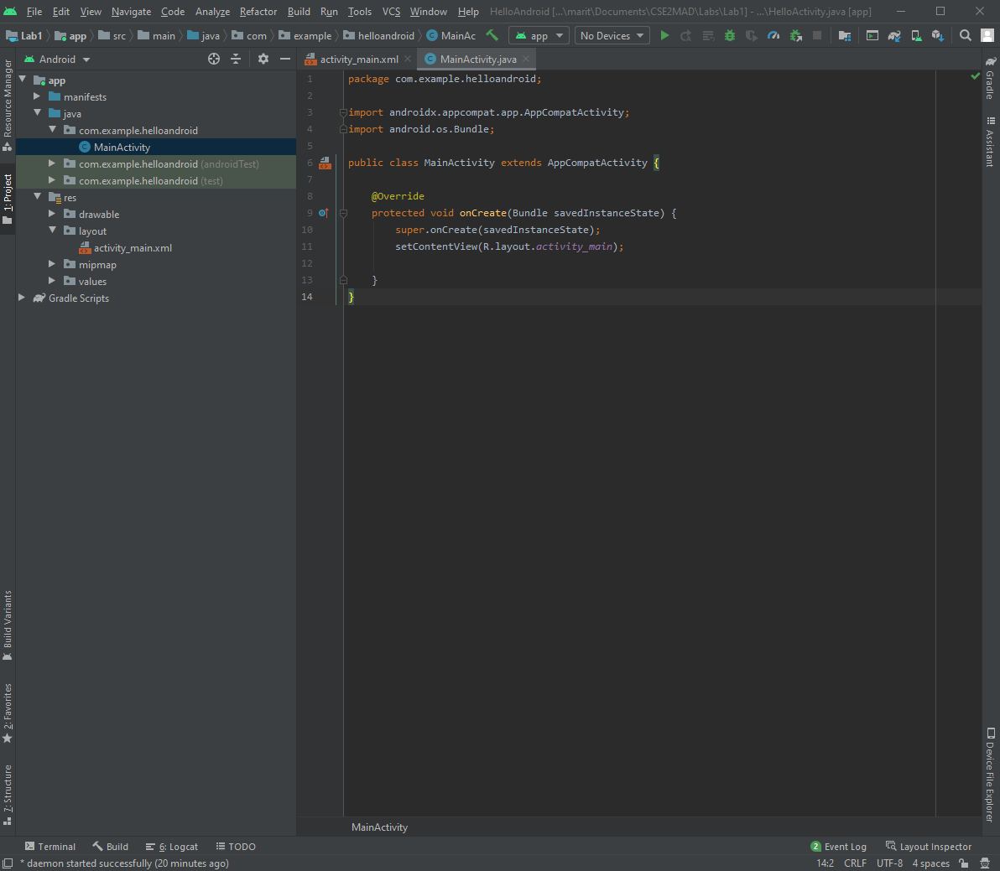 File Edit View Navigate Code Analyze Refactor Build Run Tools VCS Window Help HelloAndroid [...\marit\Documents\CSE2MAD\Labs\Lab1] - ...\HelloActivity.java [app]
Lab1 app src main java com example helloandroid MainAc app No Devices
Android
activity_main.xml MainActivity.java
Resource Manager
1: Project
Build Variants
2: Favorites
7: Structure
app
manifests
java
com.example.helloandroid
MainActivity
com.example.helloandroid (androidTest)
com.example.helloandroid (test)
res
drawable
layout
activity_main.xml
mipmap
values
Gradle Scripts
1 package com.example.helloandroid;
2
3 import androidx.appcompat.app.AppCompatActivity;
4 import android.os.Bundle;
5
6 public class MainActivity extends AppCompatActivity {
7
8 @Override
9 protected void onCreate(Bundle savedInstanceState) {
10 super.onCreate(savedInstanceState);
11 setContentView(R.layout.activity_main);
12
13 }
14 }
Gradle
Assistant
Device File Explorer
MainActivity
Terminal Build 6: Logcat TODO 2 Event Log Layout Inspector
* daemon started successfully (20 minutes ago) 14:2 CRLF UTF-8 4 spaces